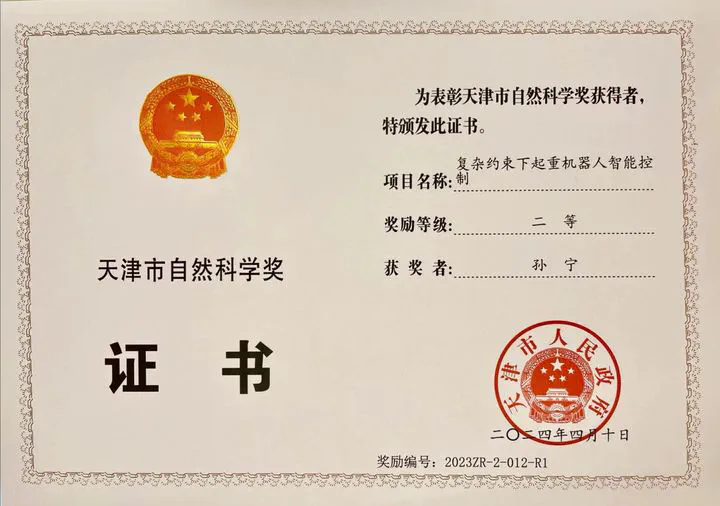 天津市自然科学奖
证书
为表彰天津市自然科学奖获得者，
特颁发此证书。
项目名称：复杂约束下起重机器人智能控
制
奖励等级：二 等
获 奖 者：孙 宁
天津市人民政府
二〇二四年四月十日
奖励编号：2023ZR-2-012-R1